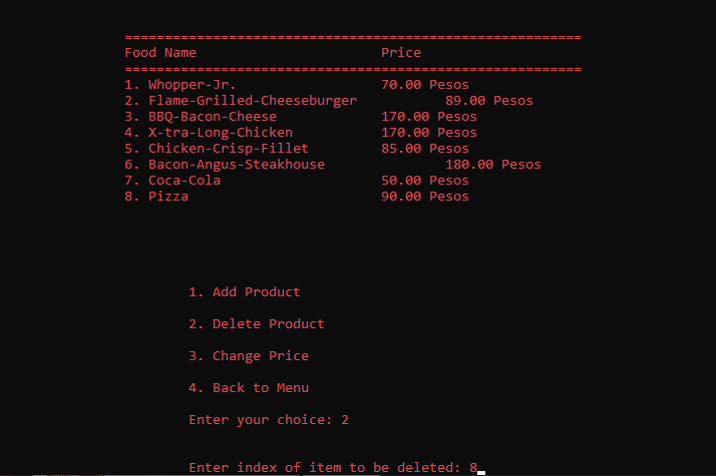 =========================================================
Food Name Price
=========================================================
1. Whopper-Jr. 70.00 Pesos
2. Flame-Grilled-Cheeseburger 89.00 Pesos
3. BBQ-Bacon-Cheese 170.00 Pesos
4. X-tra-Long-Chicken 170.00 Pesos
5. Chicken-Crisp-Fillet 85.00 Pesos
6. Bacon-Angus-Steakhouse 180.00 Pesos
7. Coca-Cola 50.00 Pesos
8. Pizza 90.00 Pesos
1. Add Product
2. Delete Product
3. Change Price
4. Back to Menu
Enter your choice: 2
Enter index of item to be deleted: 8